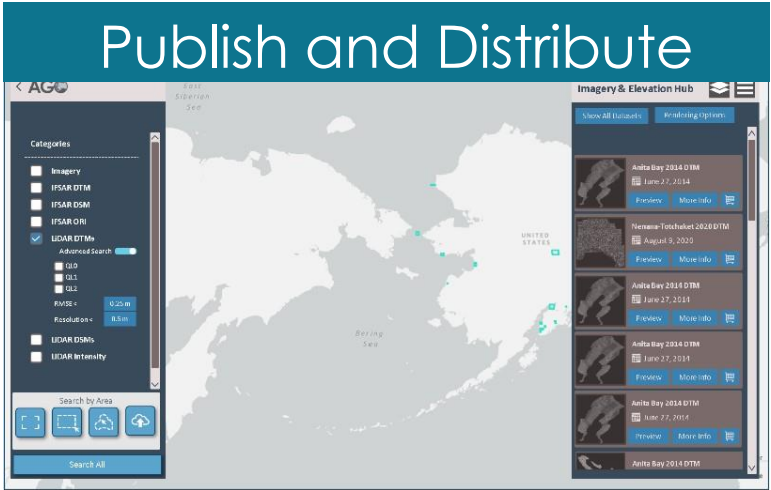 Publish and Distribute
< AGO
Categories
Imagery
IFSAR DTM
IFSAR DSM
IFSAR ORI
LiDAR DTMs
Advanced Search
QL0
QL1
QL2
RMSE < 0.25 m
Resolution < 0.5 m
LIDAR DSMs
LIDAR Intensity
Search by Area
Search All
East
Siberian
Sea
UNITED
STATES
Bering
Sea
Imagery & Elevation Hub
Show All Datasets Rendering Options
Anita Bay 2014 DTM
June 27, 2014
Preview More Info
Nenana-Totchaket 2020 DTM
August 9, 2020
Preview More Info
Anita Bay 2014 DTM
June 27, 2014
Preview More Info
Anita Bay 2014 DTM
June 27, 2014
Preview More Info
Anita Bay 2014 DTM
June 27, 2014
Preview More Info
Anita Bay 2014 DTM